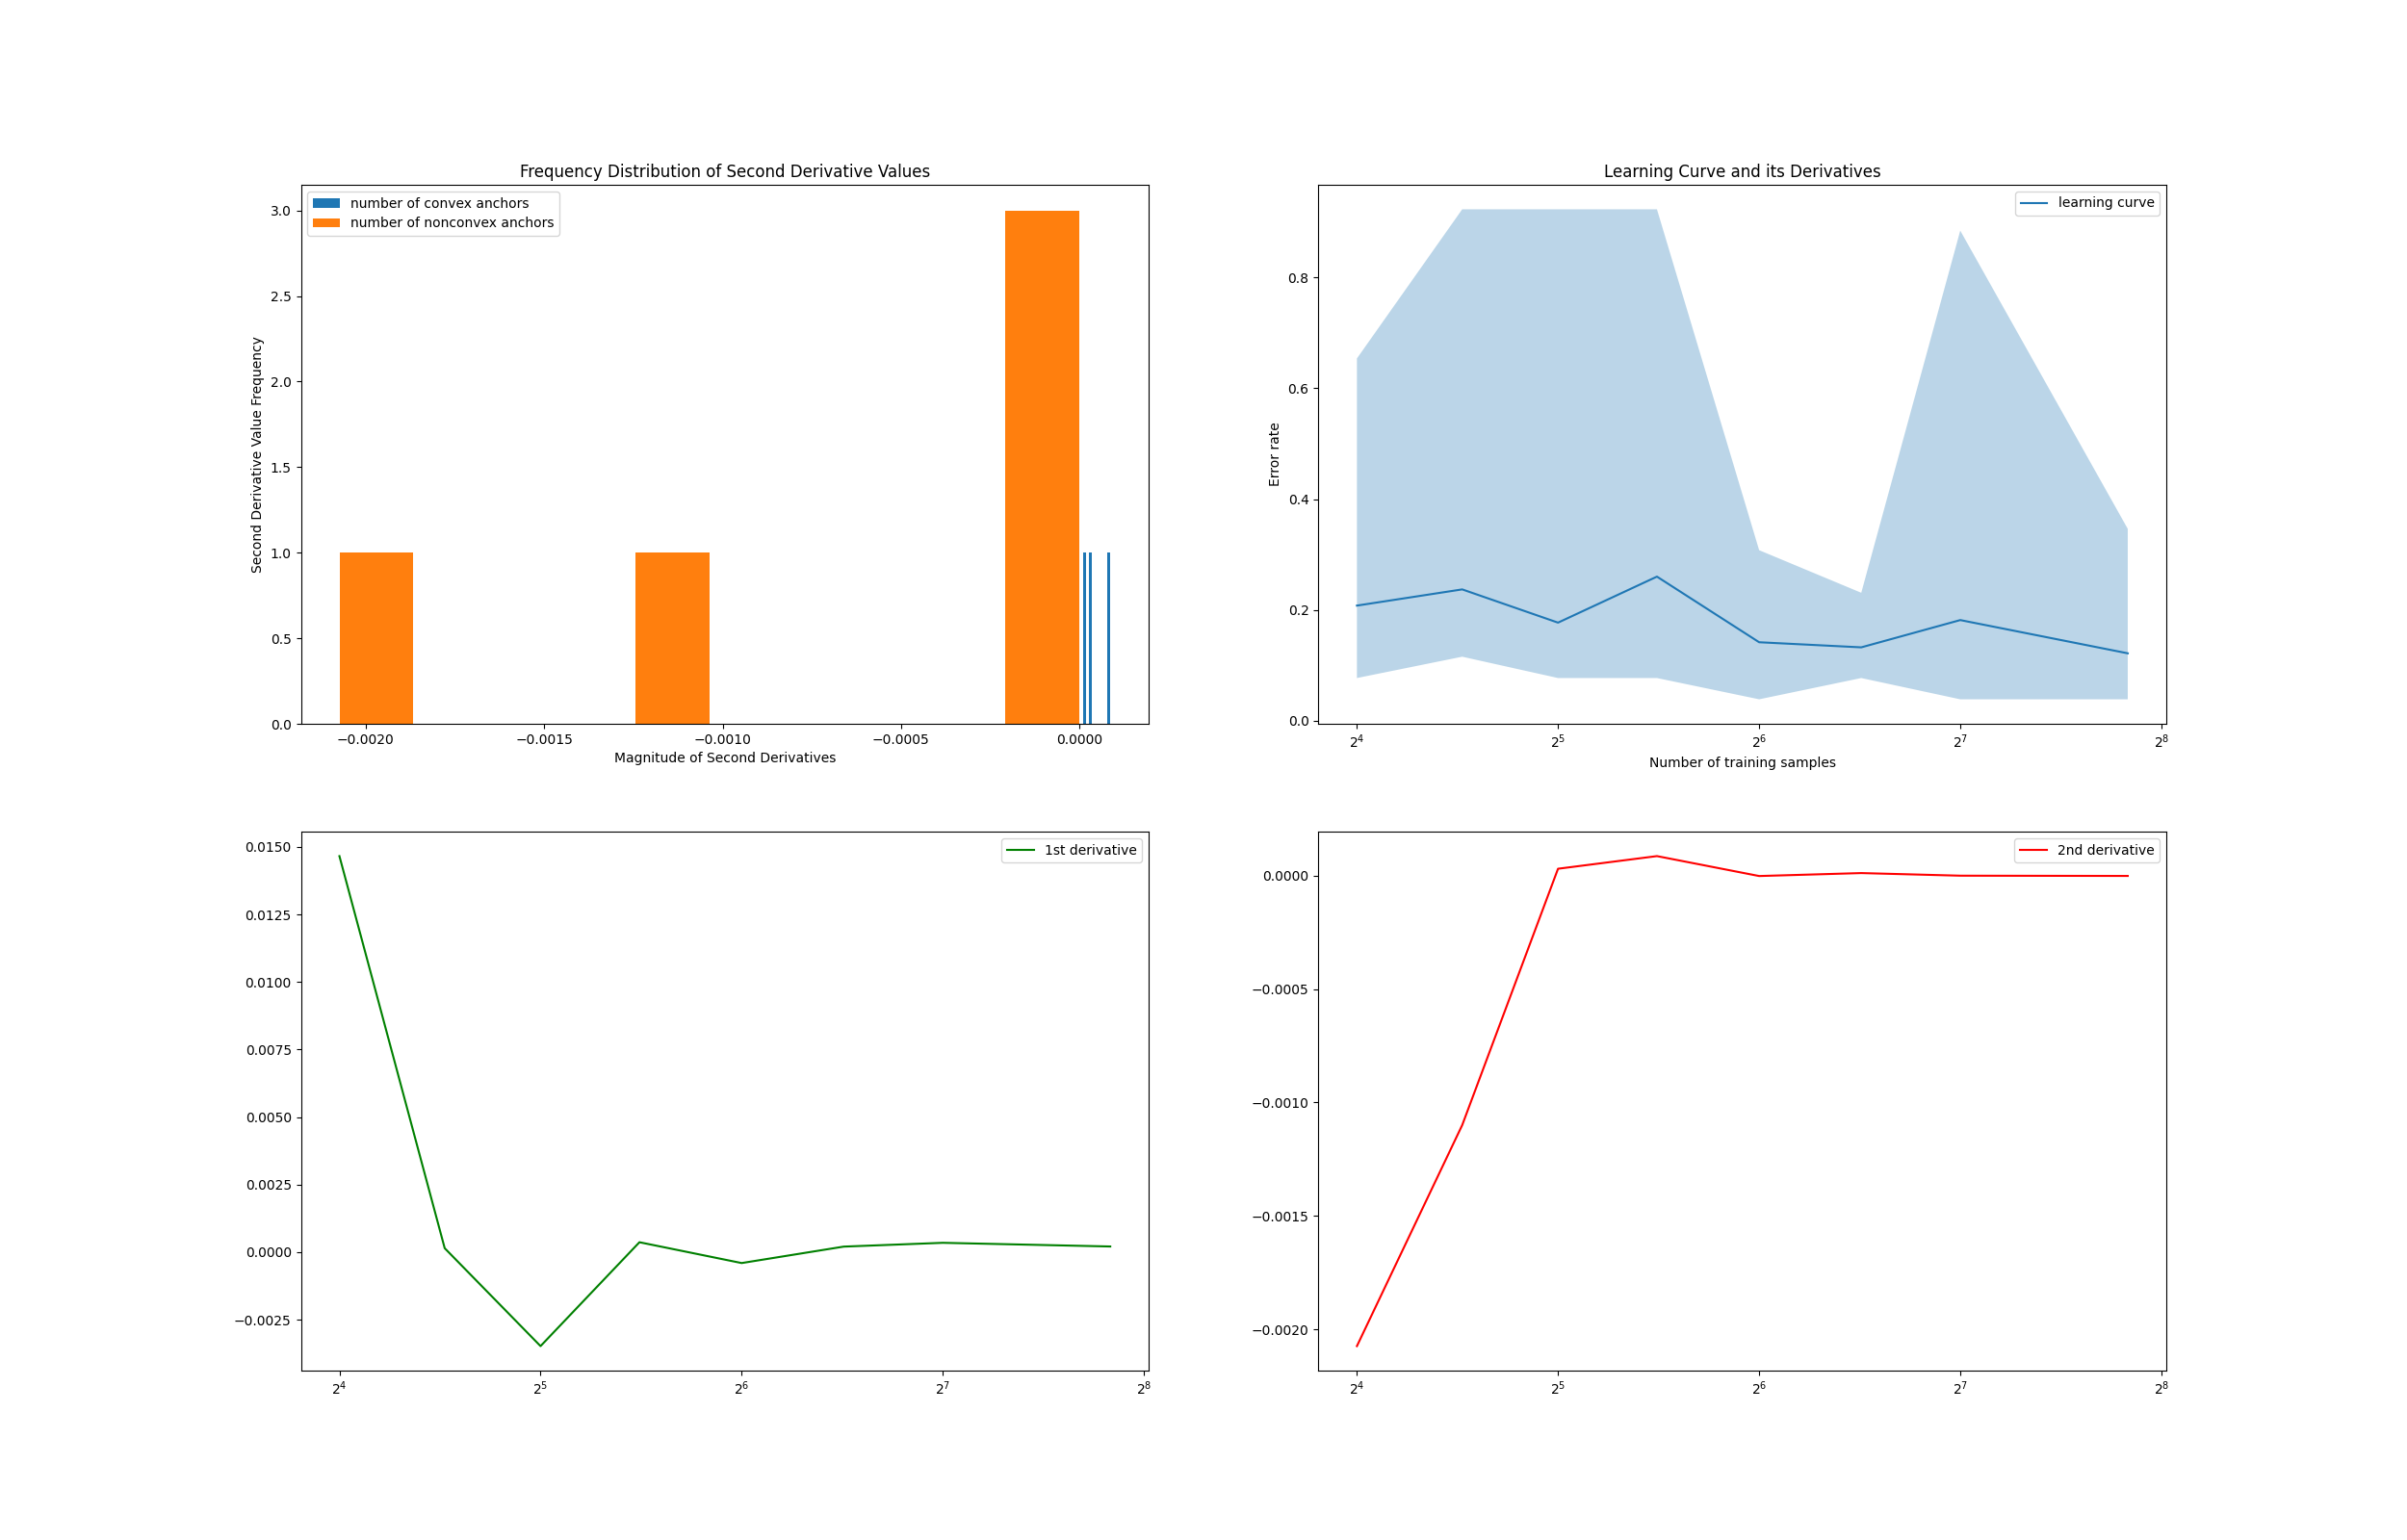 Frequency Distribution of Second Derivative Values
number of convex anchors
number of nonconvex anchors
3.0
2.5
2.0
1.5
1.0
0.5
0.0
Second Derivative Value Frequency
−0.0020 −0.0015 −0.0010 −0.0005 0.0000
Magnitude of Second Derivatives
Learning Curve and its Derivatives
learning curve
0.8
0.6
0.4
0.2
0.0
Error rate
2⁴ 2⁵ 2⁶ 2⁷ 2⁸
Number of training samples
1st derivative
0.0150
0.0125
0.0100
0.0075
0.0050
0.0025
0.0000
−0.0025
2⁴ 2⁵ 2⁶ 2⁷ 2⁸
2nd derivative
0.0000
−0.0005
−0.0010
−0.0015
−0.0020
2⁴ 2⁵ 2⁶ 2⁷ 2⁸